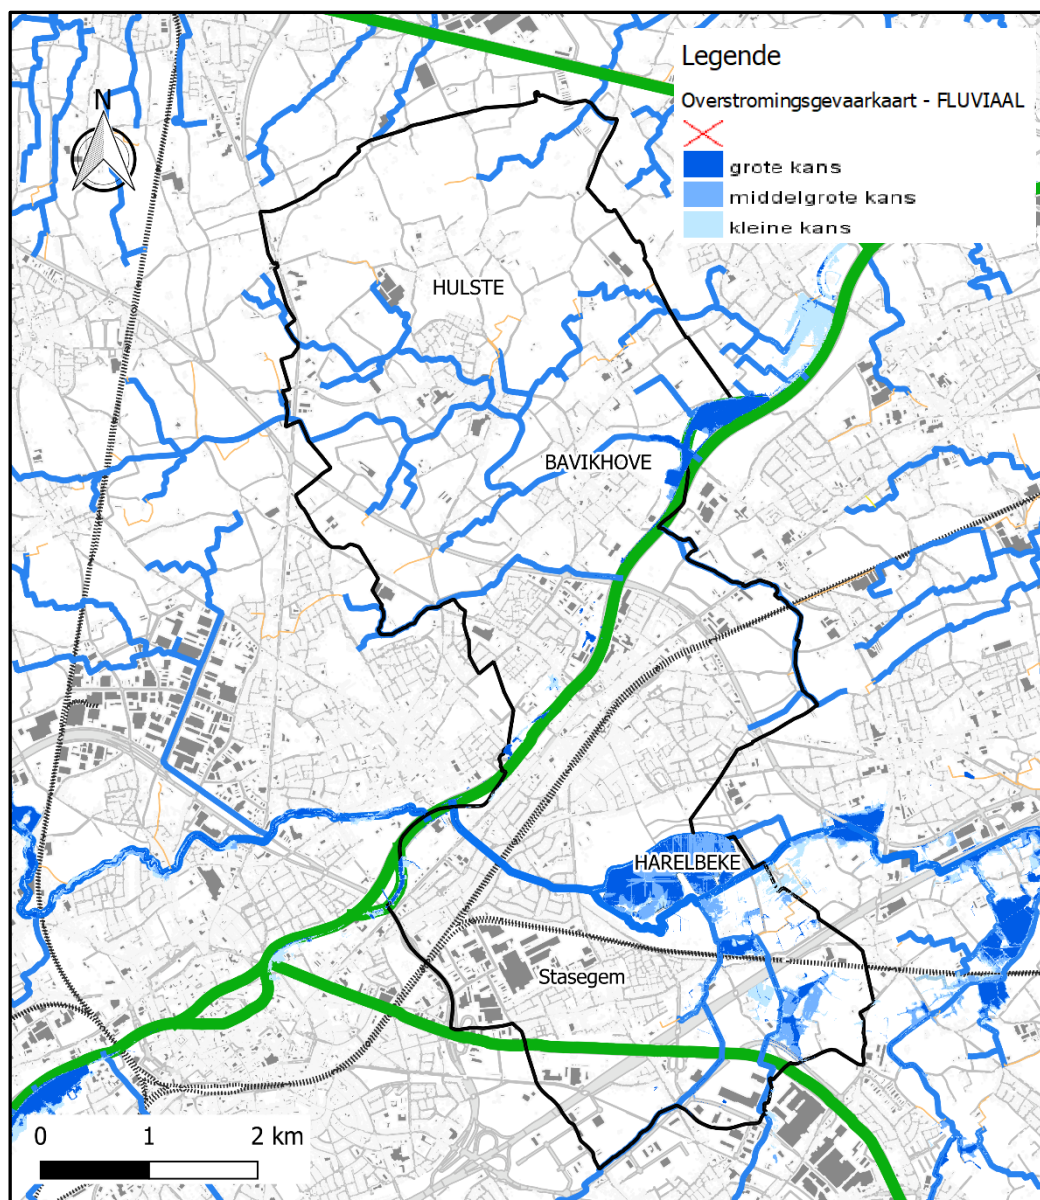 Legende
Overstromingsgevaarkaart - FLUVIAAL
grote kans
middelgrote kans
kleine kans
N
HULSTE
BAVIKHOVE
HARELBEKE
Stasegem
0 1 2 km